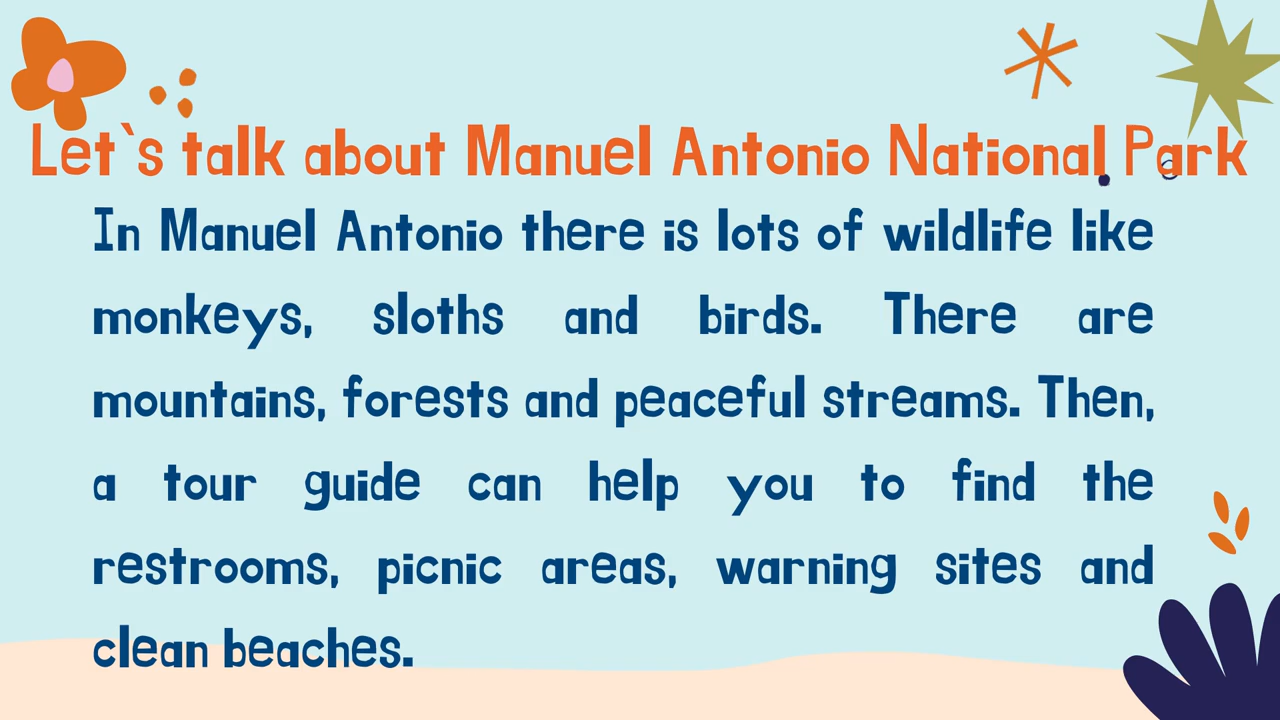 Let`s talk about Manuel Antonio National Park
In Manuel Antonio there is lots of wildlife like
monkeys, sloths and birds. There are
mountains, forests and peaceful streams. Then,
a tour guide can help you to find the
restrooms, picnic areas, warning sites and
clean beaches.